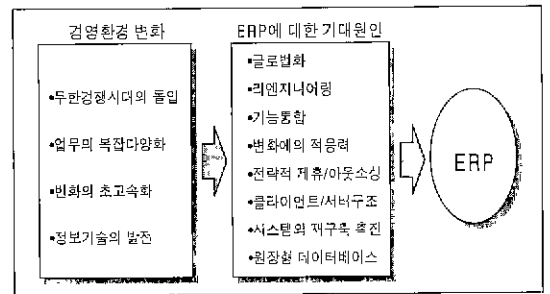 경영환경 변화
•무한경쟁시대의 돌입
•업무의 복잡다양화
•변화의 초고속화
•정보기술의 발전
ERP에 대한 기대원인
•글로벌화
•리엔지니어링
•기능통합
•변화에의 적응력
•전략적 제휴/아웃소싱
•클라이언트/서버구조
•시스템의 재구축 촉진
•원장형 데이터베이스
ERP